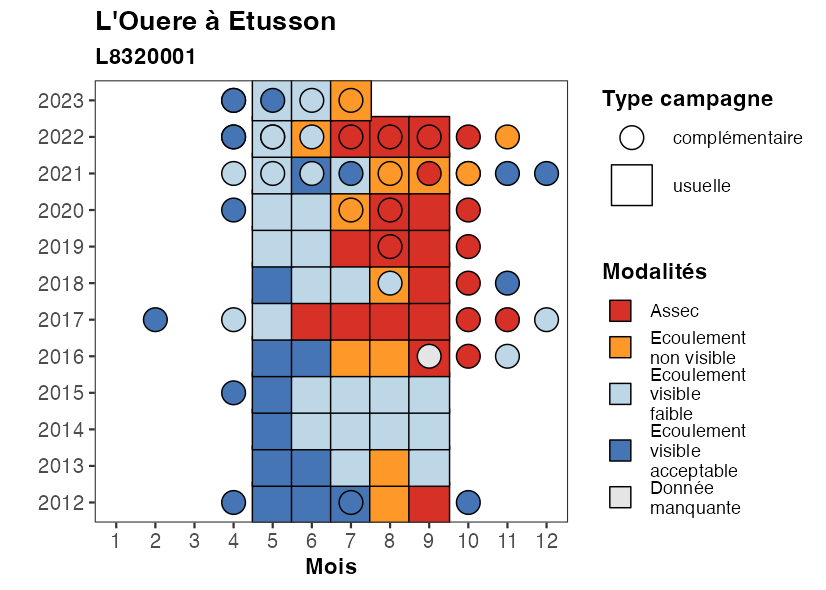 L'Ouere à Etusson
L8320001
2023
2022
2021
2020
2019
2018
2017
2016
2015
2014
2013
2012
1 2 3 4 5 6 7 8 9 10 11 12
Mois
Type campagne
complémentaire
usuelle
Modalités
Assec
Ecoulement
non visible
Ecoulement
visible
faible
Ecoulement
visible
acceptable
Donnée
manquante